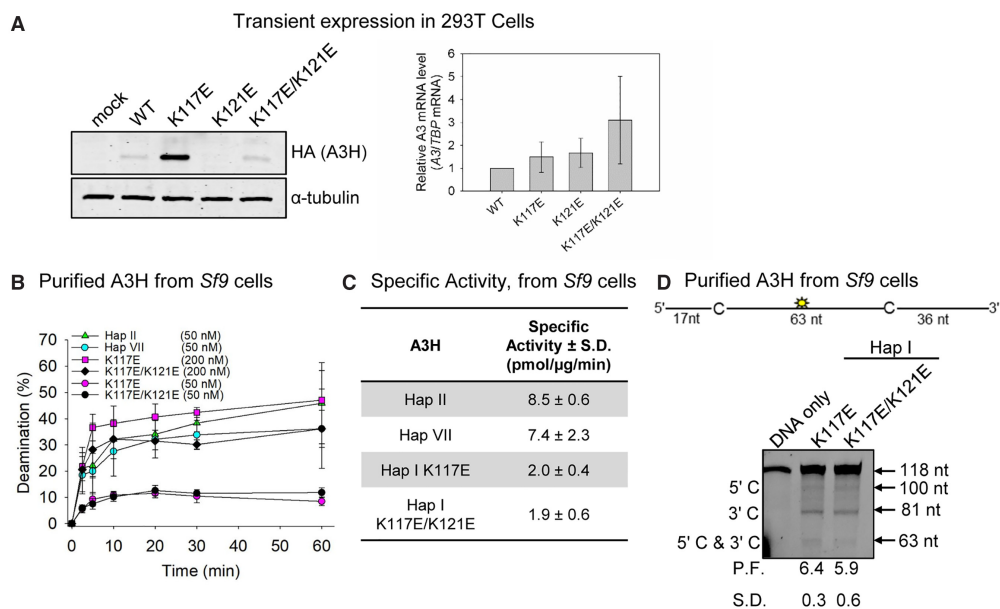 A
Transient expression in 293T Cells
mock
WT
K117E
K121E
K117E/K121E
HA (A3H)
α-tubulin
Relative A3 mRNA level
(A3/TBP mRNA)
6
5
4
3
2
1
0
WT
K117E
K121E
K117E/K121E
B Purified A3H from Sf9 cells
Deamination (%)
70
60
50
40
30
20
10
0
Hap II (50 nM)
Hap VII (50 nM)
K117E (200 nM)
K117E/K121E (200 nM)
K117E (50 nM)
K117E/K121E (50 nM)
0 10 20 30 40 50 60
Time (min)
C Specific Activity, from Sf9 cells
A3H
Specific
Activity ± S.D.
(pmol/µg/min)
Hap II 8.5 ± 0.6
Hap VII 7.4 ± 2.3
Hap I K117E 2.0 ± 0.4
Hap I
K117E/K121E 1.9 ± 0.6
D Purified A3H from Sf9 cells
5' C C 3'
17nt 63 nt 36 nt
Hap I
DNA only
K117E
K117E/K121E
118 nt
5' C 100 nt
3' C 81 nt
5' C & 3' C 63 nt
P.F. 6.4 5.9
S.D. 0.3 0.6